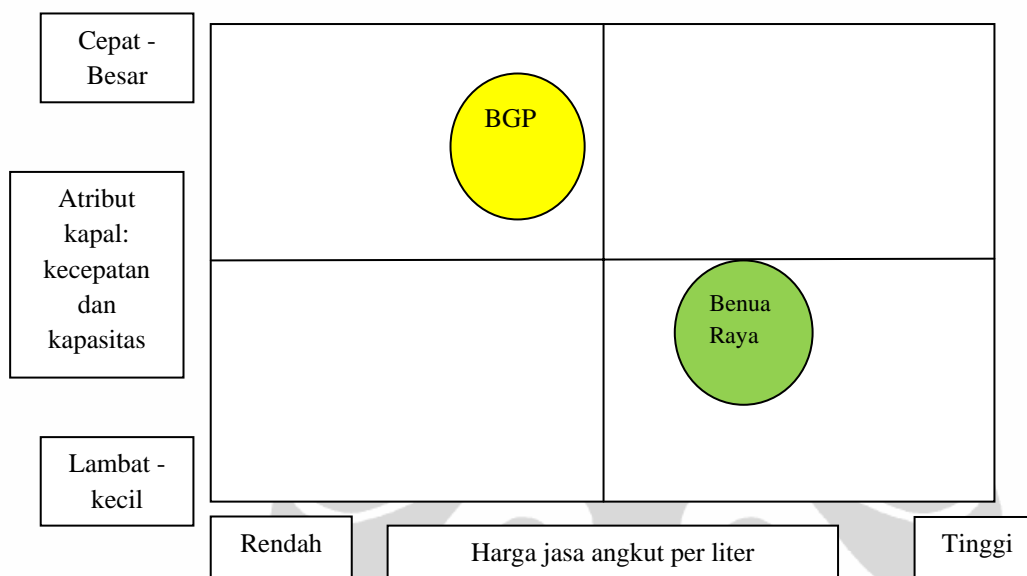 Cepat -
Besar
BGP
Atribut
kapal:
kecepatan
dan
kapasitas
Benua
Raya
Lambat -
kecil
Rendah
Harga jasa angkut per liter
Tinggi